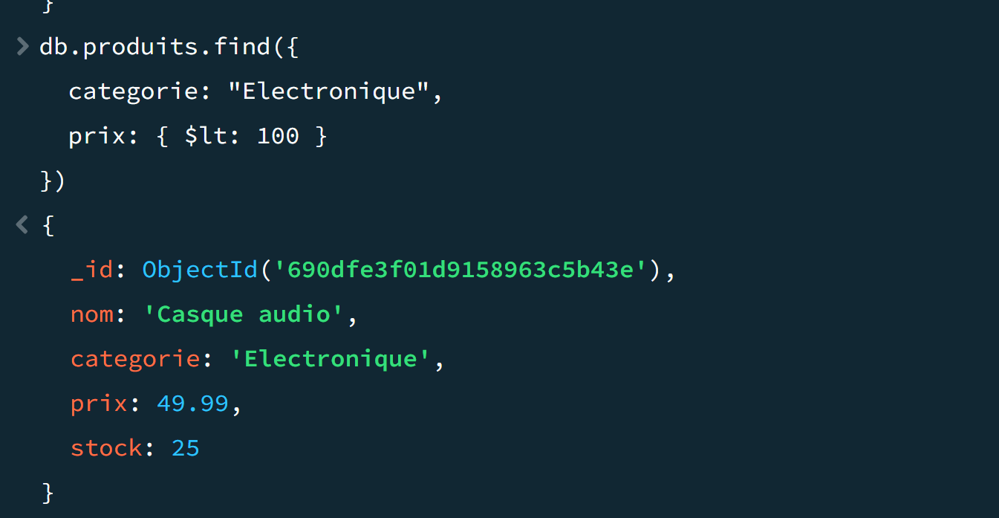 }
> db.produits.find({
categorie: "Electronique",
prix: { $lt: 100 }
})
< {
_id: ObjectId('690dfe3f01d9158963c5b43e'),
nom: 'Casque audio',
categorie: 'Electronique',
prix: 49.99,
stock: 25
}